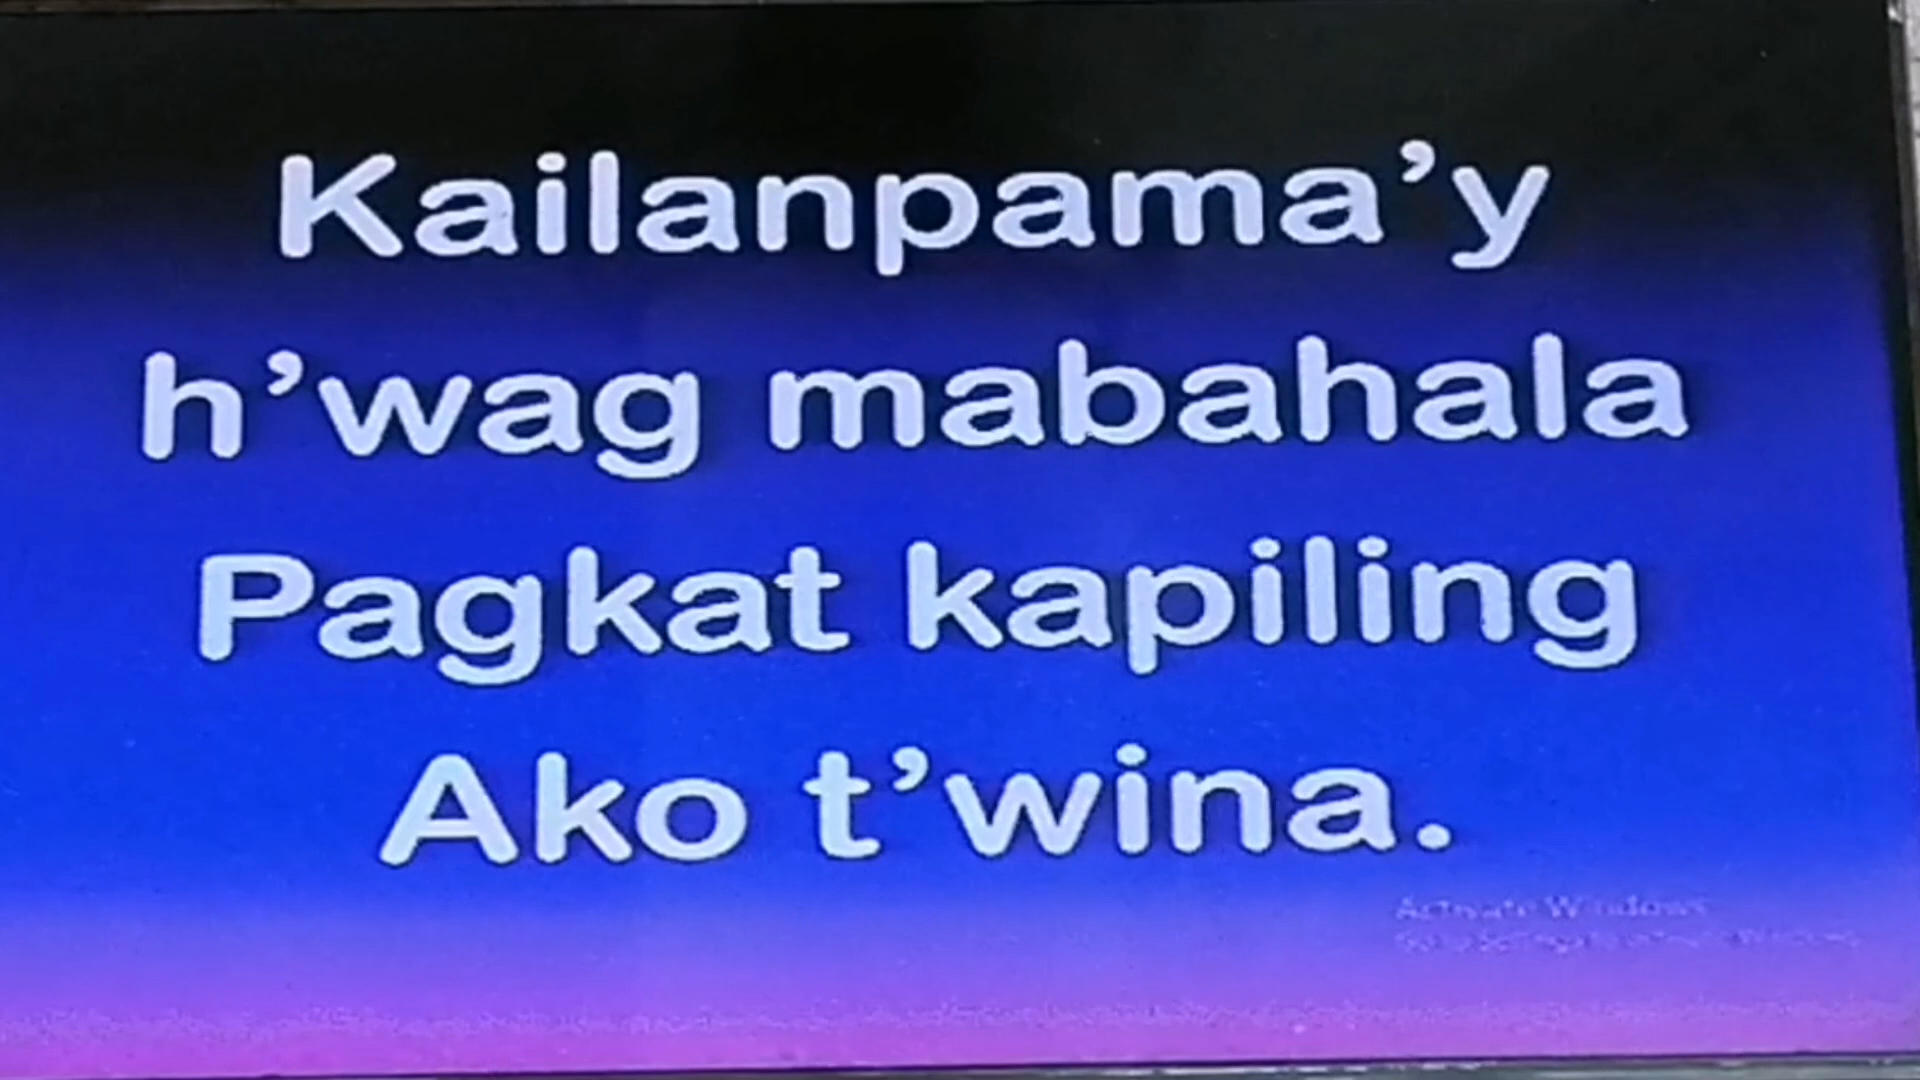 Kailanpama’y
h’wag mabahala
Pagkat kapiling
Ako t’wina.
Activate Windows